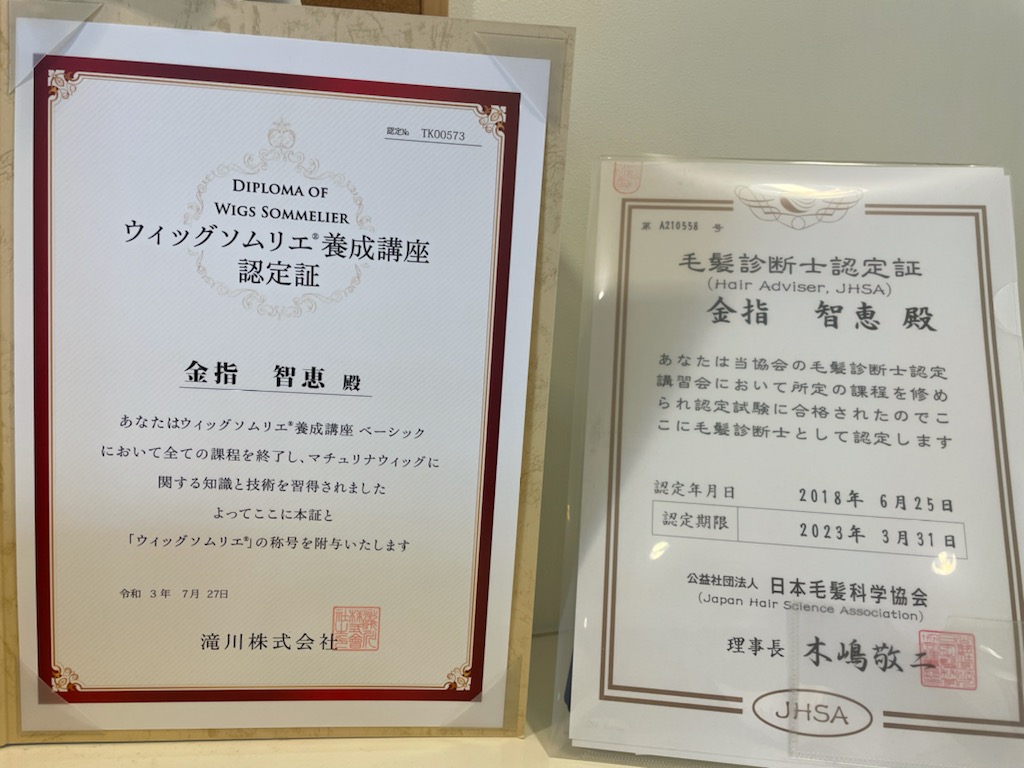 認定№ TK00573
DIPLOMA OF
WIGS SOMMELIER
ウィッグソムリエ®養成講座
認定証
金指 智恵 殿
あなたはウィッグソムリエ®養成講座 ベーシック
において全ての課程を終了し、マチュリナウィッグに
関する知識と技術を習得されました
よってここに本証と
「ウィッグソムリエ®」の称号を附与いたします
令和 3年 7月 27日
滝川株式会社
第 A210558 号
毛髪診断士認定証
(Hair Adviser, JHSA)
金指 智恵 殿
あなたは当協会の毛髪診断士認定
講習会において所定の課程を修め
られ認定試験に合格されたのでこ
こに毛髪診断士として認定します
認定年月日 2018年 6月25日
認定期限 2023年 3月31日
公益社団法人 日本毛髪科学協会
(Japan Hair Science Association)
理事長 木嶋敬二
JHSA